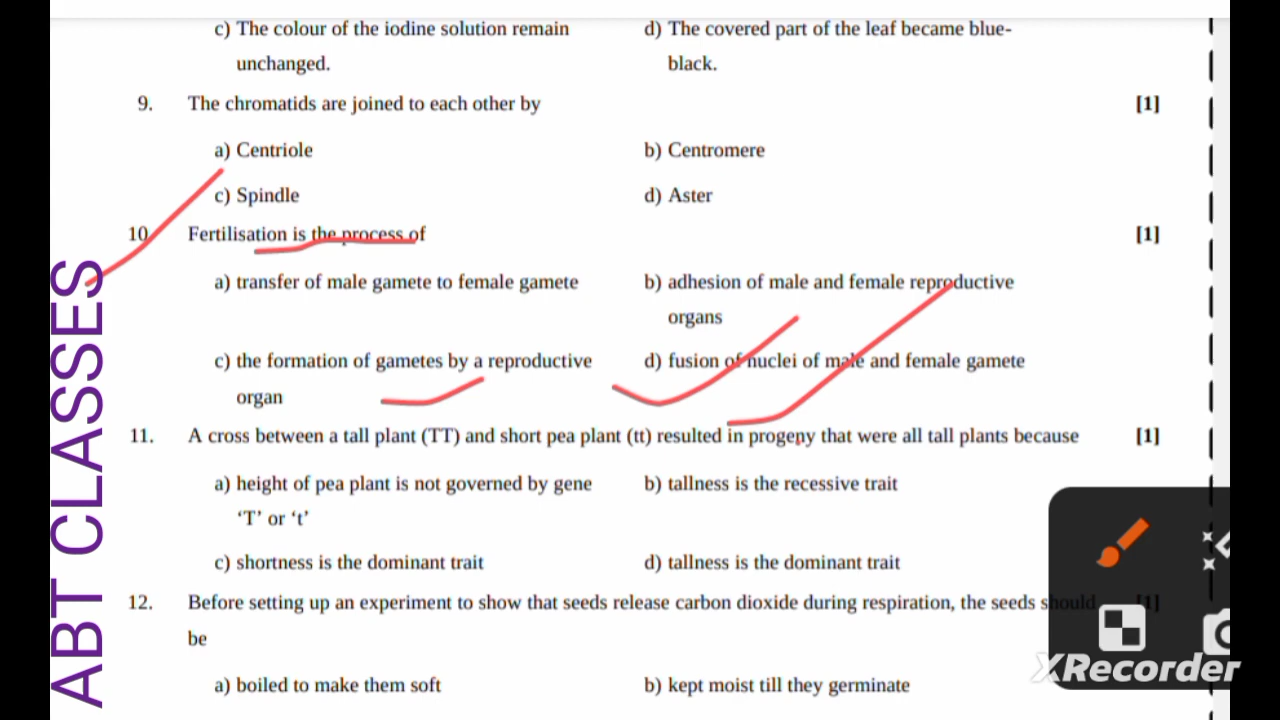 c) The colour of the iodine solution remain
unchanged.
d) The covered part of the leaf became blue-
black.
9. The chromatids are joined to each other by [1]
a) Centriole
b) Centromere
c) Spindle
d) Aster
10. Fertilisation is the process of [1]
a) transfer of male gamete to female gamete
b) adhesion of male and female reproductive
organs
c) the formation of gametes by a reproductive
organ
d) fusion of nuclei of male and female gamete
11. A cross between a tall plant (TT) and short pea plant (tt) resulted in progeny that were all tall plants because [1]
a) height of pea plant is not governed by gene
‘T’ or ‘t’
b) tallness is the recessive trait
c) shortness is the dominant trait
d) tallness is the dominant trait
12. Before setting up an experiment to show that seeds release carbon dioxide during respiration, the seeds should [1]
be
a) boiled to make them soft
b) kept moist till they germinate
ABT CLASSES
XRecorder